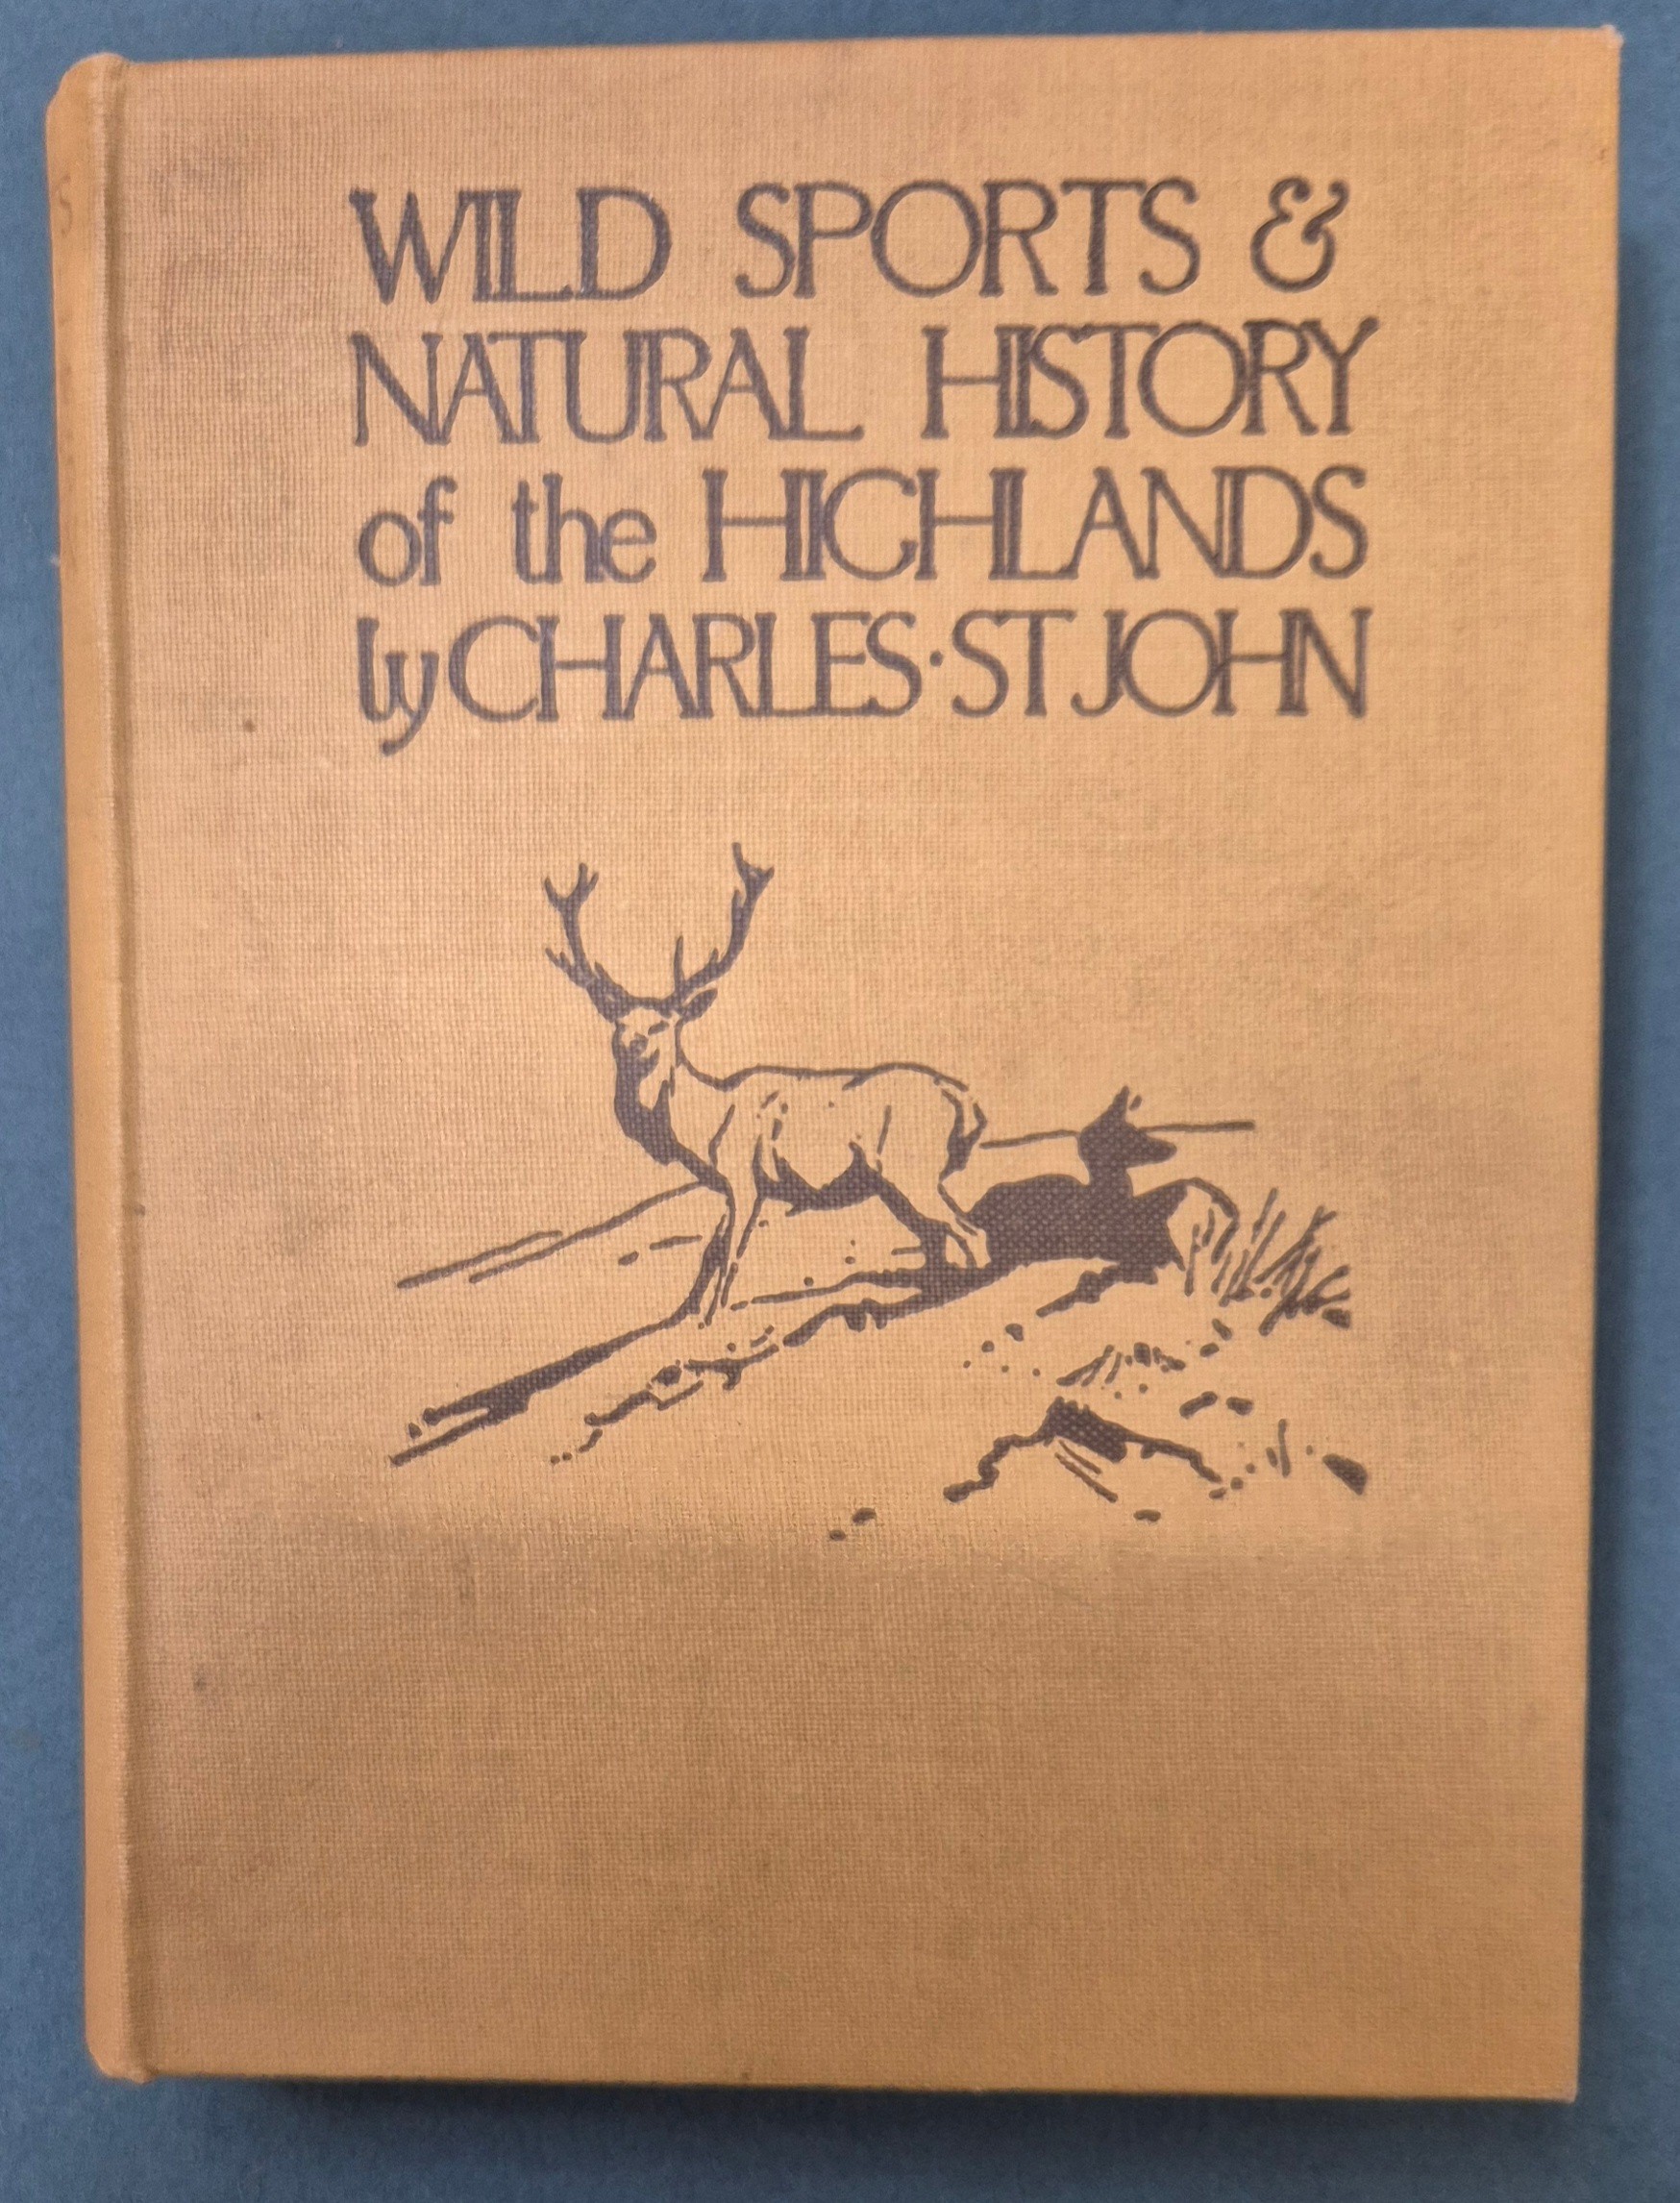 WILD SPORTS &
NATURAL HISTORY
of the HIGHLANDS
by CHARLES·ST JOHN